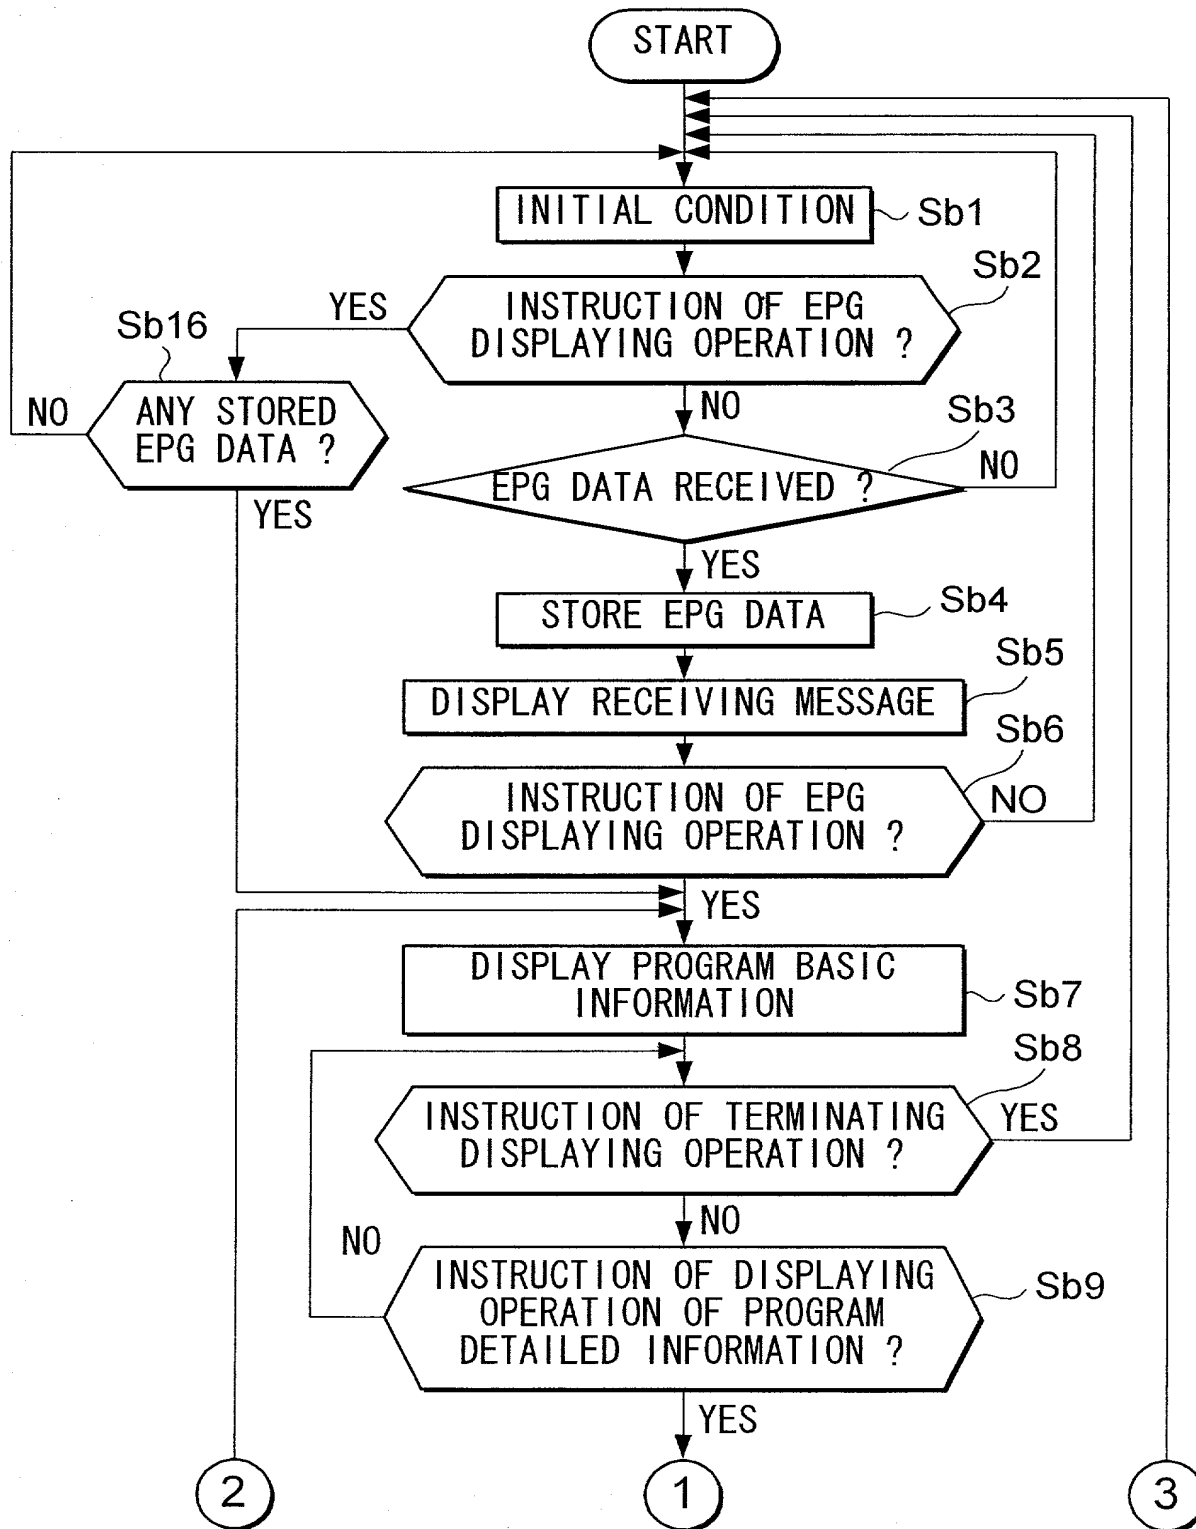 START
INITIAL CONDITION
Sb1
INSTRUCTION OF EPG
DISPLAYING OPERATION ?
Sb2
YES
Sb16
ANY STORED
EPG DATA ?
NO
YES
NO
Sb3
EPG DATA RECEIVED ?
NO
YES
STORE EPG DATA
Sb4
DISPLAY RECEIVING MESSAGE
Sb5
Sb6
INSTRUCTION OF EPG
DISPLAYING OPERATION ?
NO
YES
DISPLAY PROGRAM BASIC
INFORMATION
Sb7
Sb8
INSTRUCTION OF TERMINATING
DISPLAYING OPERATION ?
YES
NO
NO
INSTRUCTION OF DISPLAYING
OPERATION OF PROGRAM
DETAILED INFORMATION ?
Sb9
YES
2
1
3